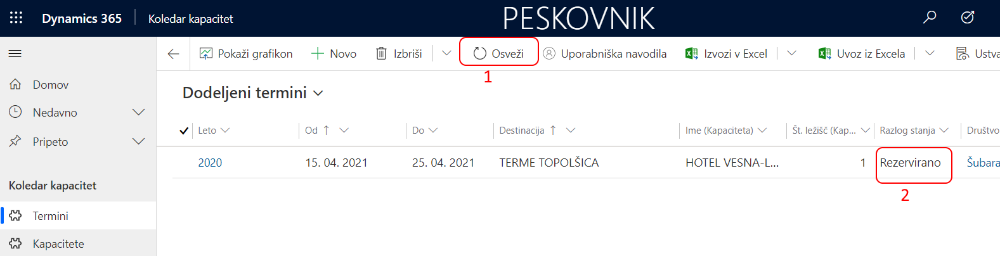 Dynamics 365 Koledar kapacitet PESKOVNIK
Pokaži grafikon Novo Izbriši Osveži Uporabniška navodila Izvozi v Excel Uvoz iz Excela Ustva
1
Domov
Nedavno
Pripeto
Koledar kapacitet
Termini
Kapacitete
Dodeljeni termini
Leto Od Do Destinacija Ime (Kapaciteta) Št. ležišč (Kap... Razlog stanja Društvo
2020 15. 04. 2021 25. 04. 2021 TERME TOPOLŠICA HOTEL VESNA-L... 1 Rezervirano Šubara
2